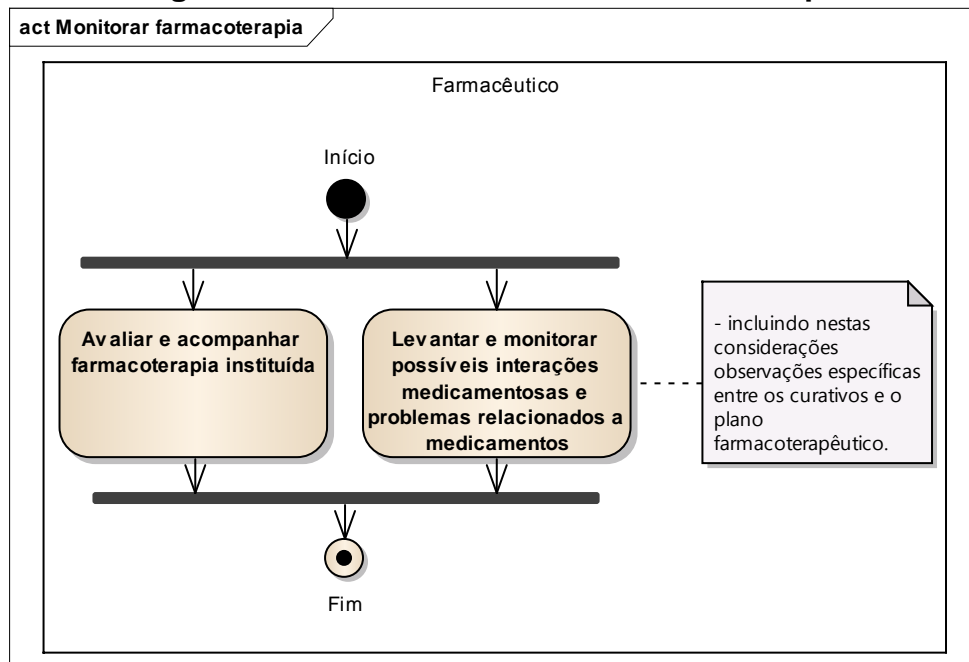 act Monitorar farmacoterapia
Farmacêutico
Início
Avaliar e acompanhar
farmacoterapia instituída
Levantar e monitorar
possíveis interações
medicamentosas e
problemas relacionados a
medicamentos
- incluindo nestas
considerações
observações específicas
entre os curativos e o
plano
farmacoterapêutico.
Fim